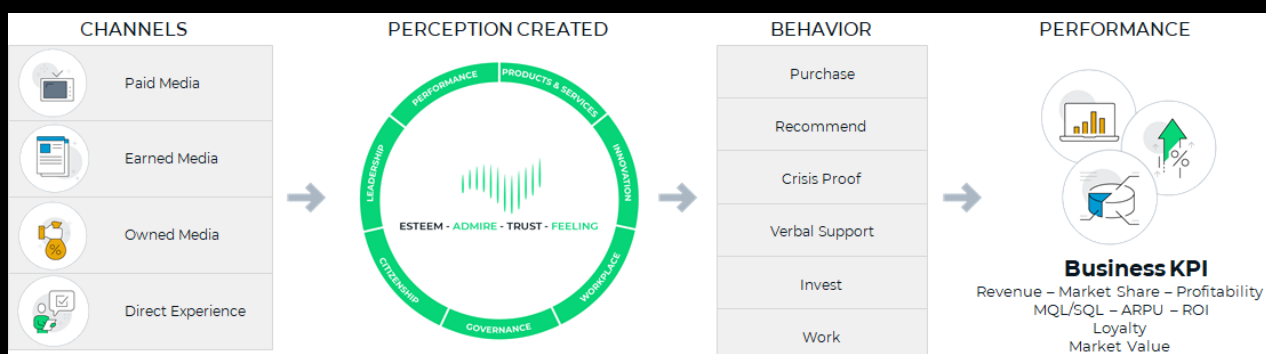 CHANNELS
Paid Media
Earned Media
%
Owned Media
Direct Experience
PERCEPTION CREATED
PERFORMANCE
PRODUCTS & SERVICES
INNOVATION
WORKPLACE
GOVERNANCE
CITIZENSHIP
LEADERSHIP
ESTEEM - ADMIRE - TRUST - FEELING
BEHAVIOR
Purchase
Recommend
Crisis Proof
Verbal Support
Invest
Work
PERFORMANCE
%
Business KPI
Revenue – Market Share – Profitability
MQL/SQL – ARPU – ROI
Loyalty
Market Value